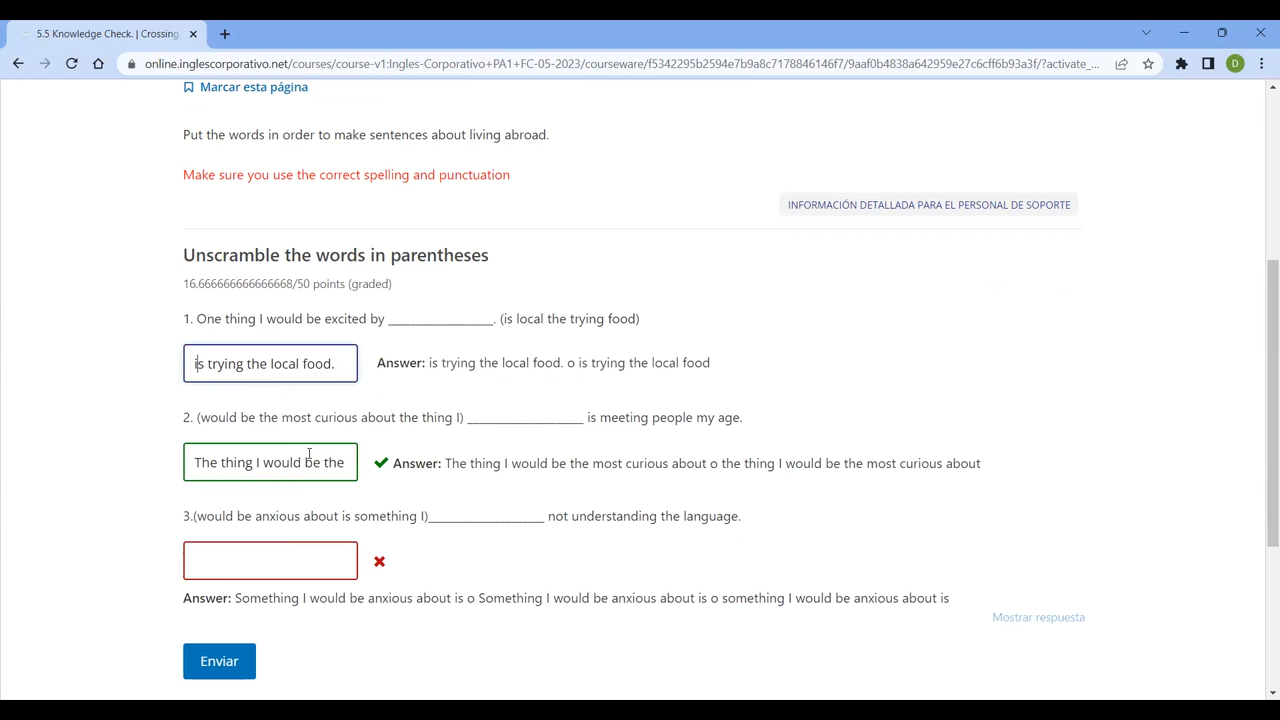 5.5 Knowledge Check. | Crossing
online.inglescorporativo.net/courses/course-v1:Ingles-Corporativo+PA1+FC-05-2023/courseware/f5342295b2594e7b9a8c7178846146f7/9aaf0b4838a642959e27c6cff6b93a3f/?activate_...
D
Marcar esta página
Put the words in order to make sentences about living abroad.
Make sure you use the correct spelling and punctuation
INFORMACIÓN DETALLADA PARA EL PERSONAL DE SOPORTE
Unscramble the words in parentheses
16.666666666666668/50 points (graded)
1. One thing I would be excited by __________________. (is local the trying food)
is trying the local food.
Answer: is trying the local food. o is trying the local food
2. (would be the most curious about the thing I) ____________________ is meeting people my age.
The thing I would be the
Answer: The thing I would be the most curious about o the thing I would be the most curious about
3.(would be anxious about is something I)____________________ not understanding the language.
Answer: Something I would be anxious about is o Something I would be anxious about is o something I would be anxious about is
Mostrar respuesta
Enviar